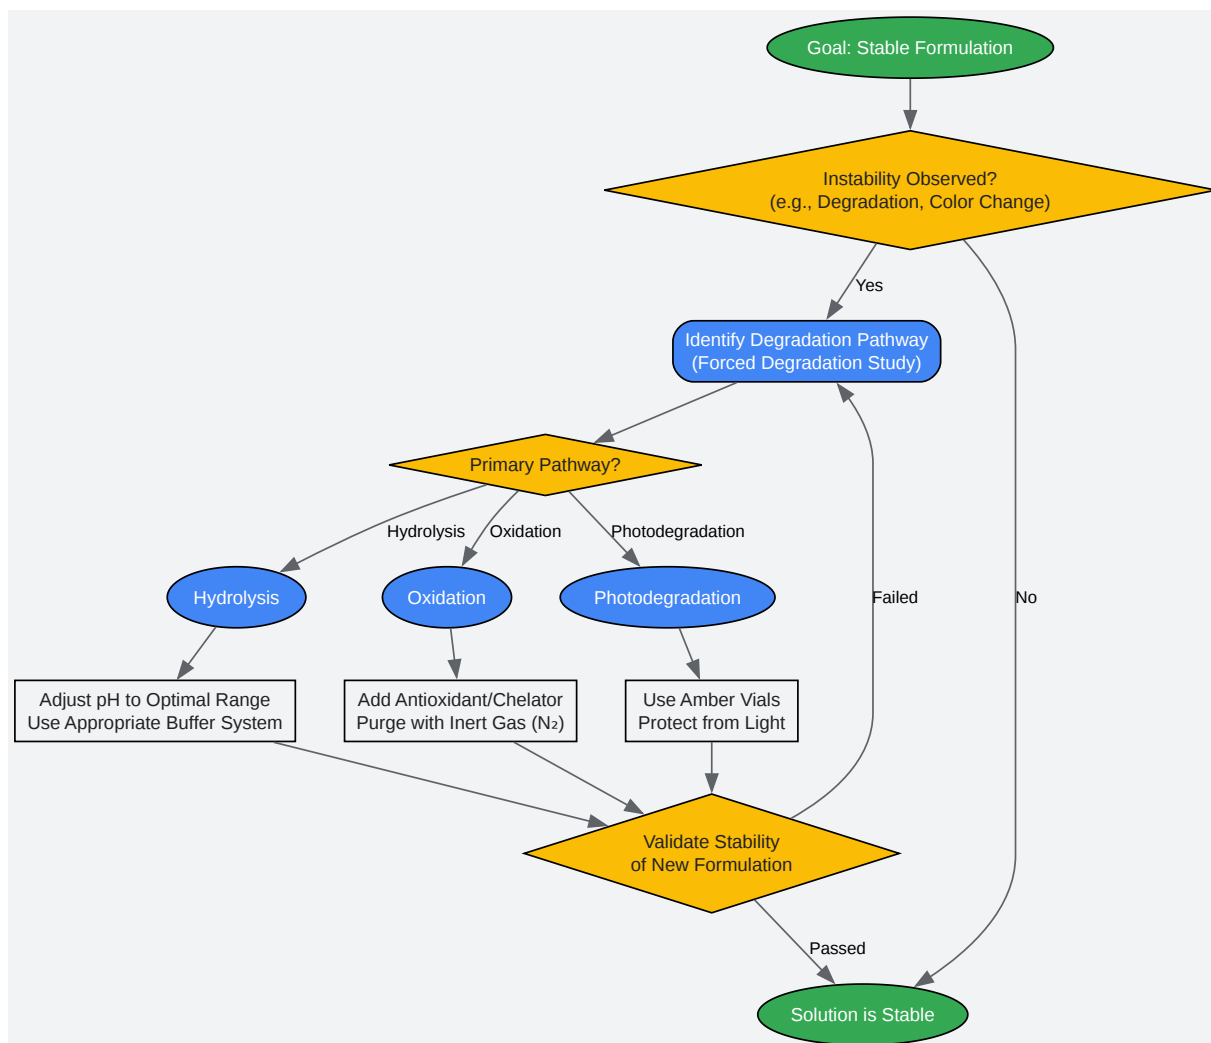 Goal: Stable Formulation
Instability Observed?
(e.g., Degradation, Color Change)
Yes
Identify Degradation Pathway
(Forced Degradation Study)
Primary Pathway?
Hydrolysis
Oxidation
Photodegradation
Hydrolysis
Oxidation
Photodegradation
Failed
No
Adjust pH to Optimal Range
Use Appropriate Buffer System
Add Antioxidant/Chelator
Purge with Inert Gas (N₂)
Use Amber Vials
Protect from Light
Validate Stability
of New Formulation
Passed
Solution is Stable